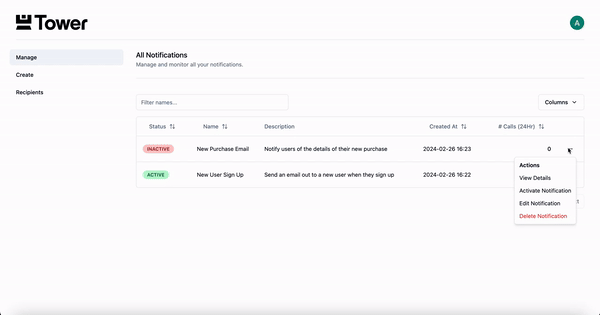 Tower
A
Manage
Create
Recipients
All Notifications
Manage and monitor all your notifications.
Filter names...
Columns
Status Name Description Created At # Calls (24Hr)
INACTIVE New Purchase Email Notify users of the details of their new purchase 2024-02-26 16:23 0
ACTIVE New User Sign Up Send an email out to a new user when they sign up 2024-02-26 16:22
Actions
View Details
Activate Notification
Edit Notification
Delete Notification